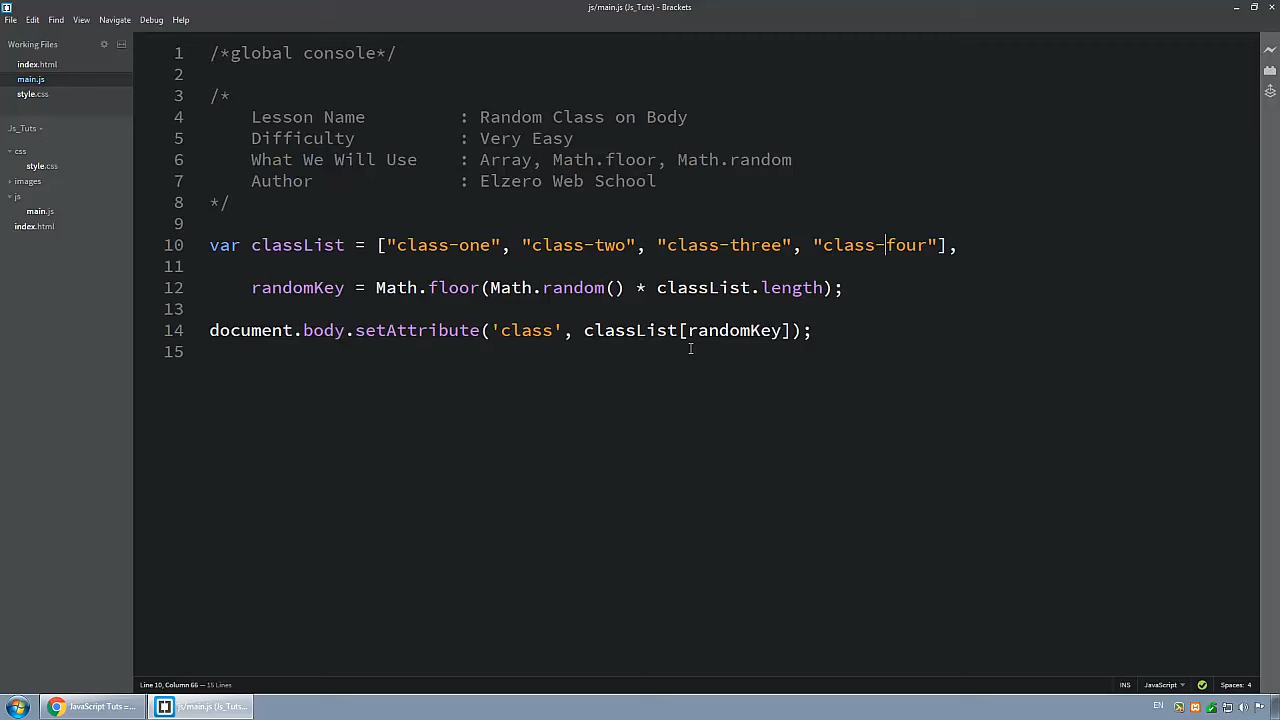 js/main.js (Js_Tuts) - Brackets
File Edit Find View Navigate Debug Help
Working Files
index.html
main.js
style.css
Js_Tuts
css
style.css
images
js
main.js
index.html
1 /*global console*/
2
3 /*
4 Lesson Name : Random Class on Body
5 Difficulty : Very Easy
6 What We Will Use : Array, Math.floor, Math.random
7 Author : Elzero Web School
8 */
9
10 var classList = ["class-one", "class-two", "class-three", "class-four"],
11
12 randomKey = Math.floor(Math.random() * classList.length);
13
14 document.body.setAttribute('class', classList[randomKey]);
15
Line 10, Column 66 — 15 Lines
INS JavaScript Spaces: 4
JavaScript Tuts =... js/main.js (Js_Tuts... EN